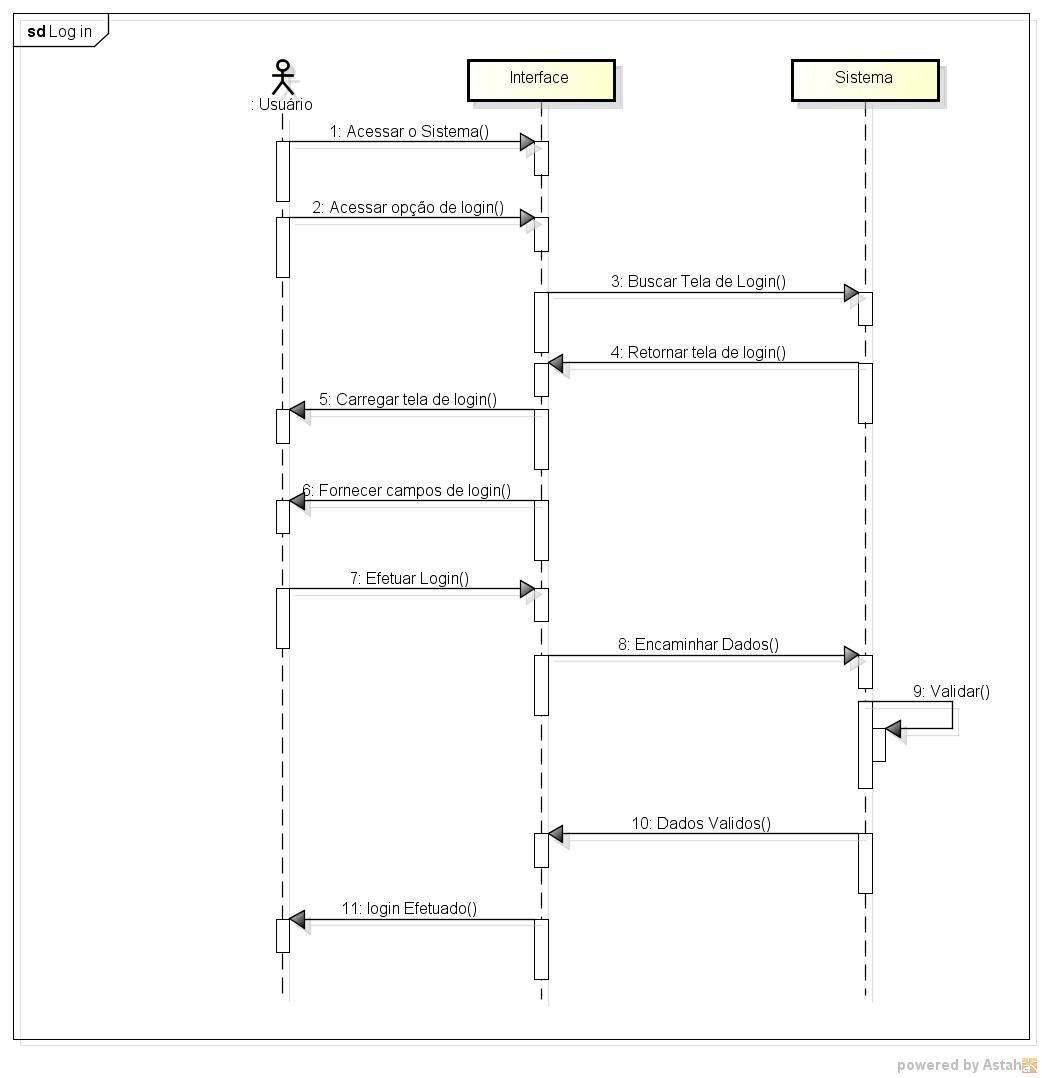 sd Log in
: Usuário
Interface
Sistema
1: Acessar o Sistema()
2: Acessar opção de login()
3: Buscar Tela de Login()
4: Retornar tela de login()
5: Carregar tela de login()
6: Fornecer campos de login()
7: Efetuar Login()
8: Encaminhar Dados()
9: Validar()
10: Dados Validos()
11: login Efetuado()
powered by Astah